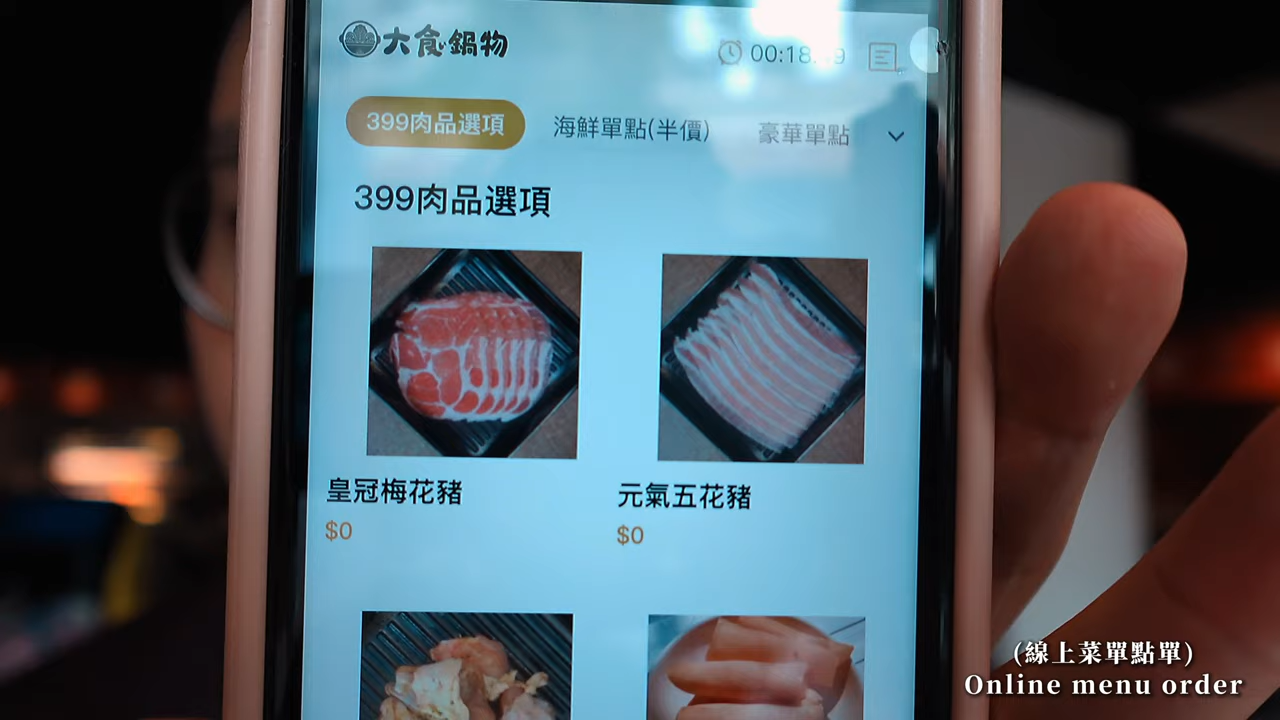 大食鍋物
399肉品選項
海鮮單點(半價)
豪華單點
399肉品選項
皇冠梅花豬
$0
元氣五花豬
$0
(線上菜單點單)
Online menu order